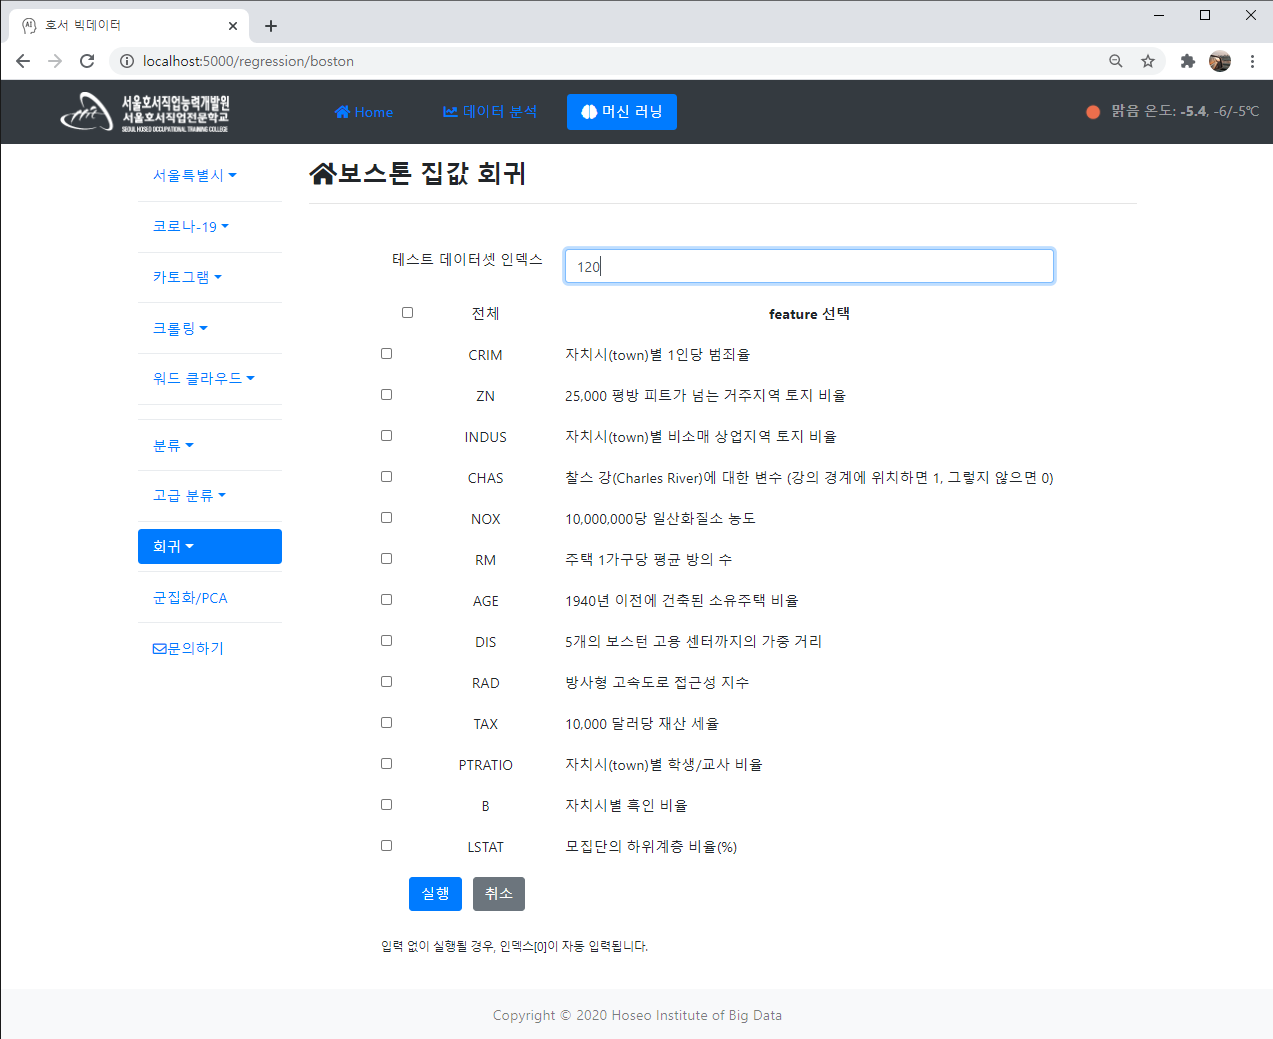 호서 빅데이터
localhost:5000/regression/boston
서울호서직업능력개발원
서울호서직업전문학교
SEOUL HOSEO OCCUPATIONAL TRAINING COLLEGE
Home
데이터 분석
머신 러닝
맑음 온도: -5.4, -6/-5℃
서울특별시
코로나-19
카토그램
크롤링
워드 클라우드
분류
고급 분류
회귀
군집화/PCA
문의하기
보스톤 집값 회귀
테스트 데이터셋 인덱스 120
전체 feature 선택
CRIM 자치시(town)별 1인당 범죄율
ZN 25,000 평방 피트가 넘는 거주지역 토지 비율
INDUS 자치시(town)별 비소매 상업지역 토지 비율
CHAS 찰스 강(Charles River)에 대한 변수 (강의 경계에 위치하면 1, 그렇지 않으면 0)
NOX 10,000,000당 일산화질소 농도
RM 주택 1가구당 평균 방의 수
AGE 1940년 이전에 건축된 소유주택 비율
DIS 5개의 보스턴 고용 센터까지의 가중 거리
RAD 방사형 고속도로 접근성 지수
TAX 10,000 달러당 재산 세율
PTRATIO 자치시(town)별 학생/교사 비율
B 자치시별 흑인 비율
LSTAT 모집단의 하위계층 비율(%)
실행 취소
입력 없이 실행될 경우, 인덱스[0]이 자동 입력됩니다.
Copyright © 2020 Hoseo Institute of Big Data